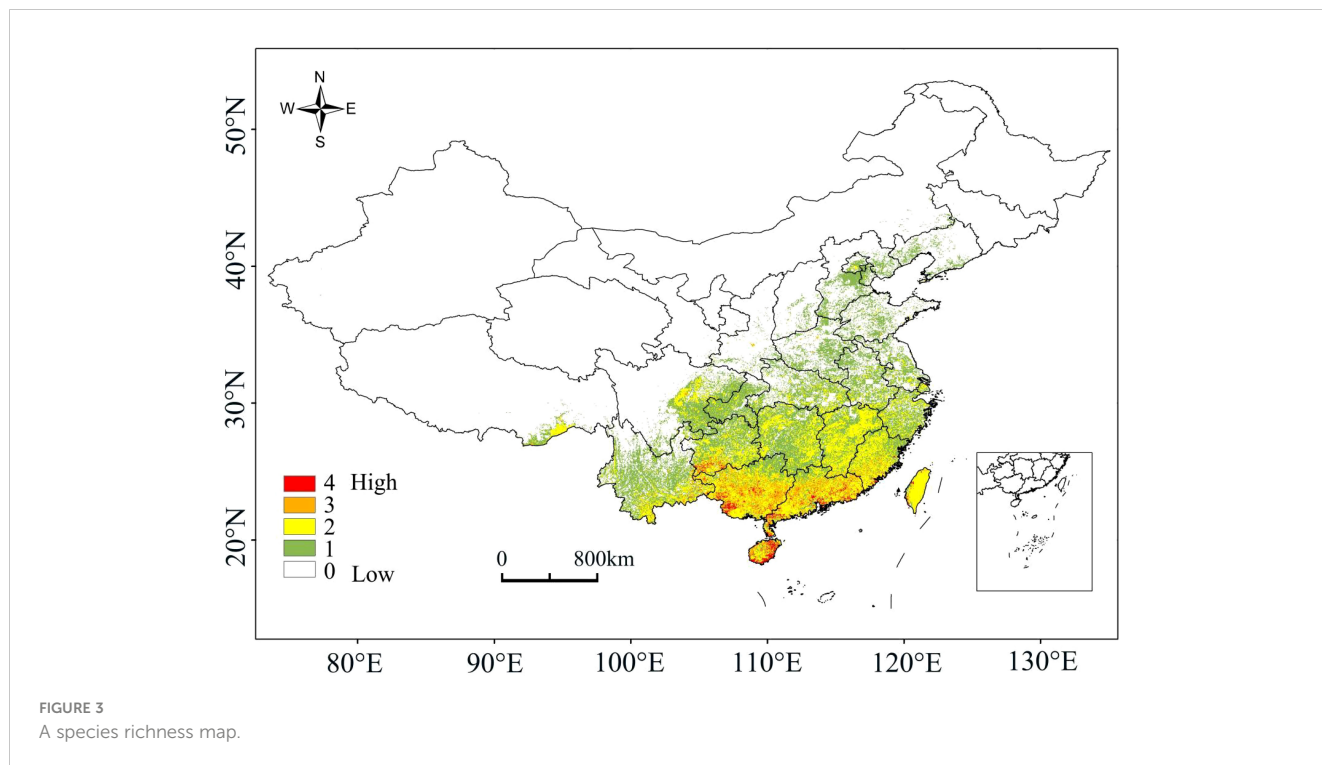 N
W E
S
50°N
40°N
30°N
20°N
4 High
3
2
1
0 Low
0 800km
80°E 90°E 100°E 110°E 120°E 130°E
FIGURE 3
A species richness map.